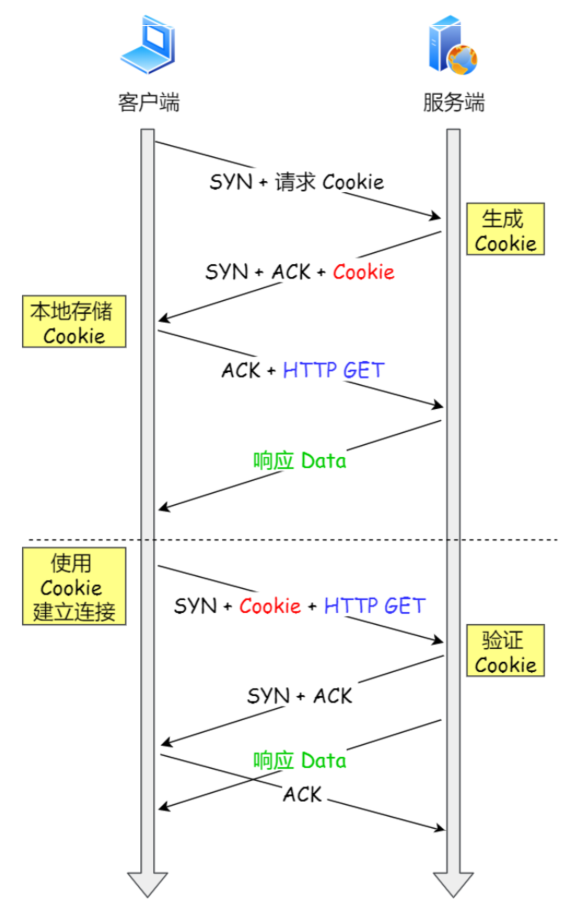 客户端
服务端
SYN + 请求 Cookie
生成
Cookie
SYN + ACK + Cookie
本地存储
Cookie
ACK + HTTP GET
响应 Data
使用
Cookie
建立连接
SYN + Cookie + HTTP GET
验证
Cookie
SYN + ACK
响应 Data
ACK